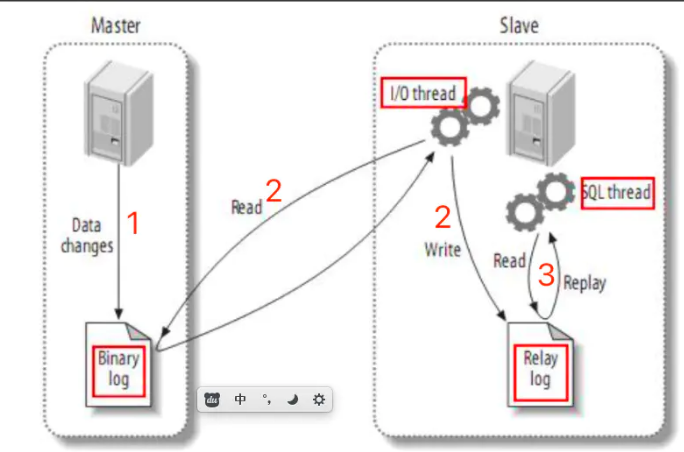 Master
Slave
I/O thread
SQL thread
Read
2
1
Data
changes
2
Write
Read
3
Replay
Binary
log
Relay
log
du
中
°,